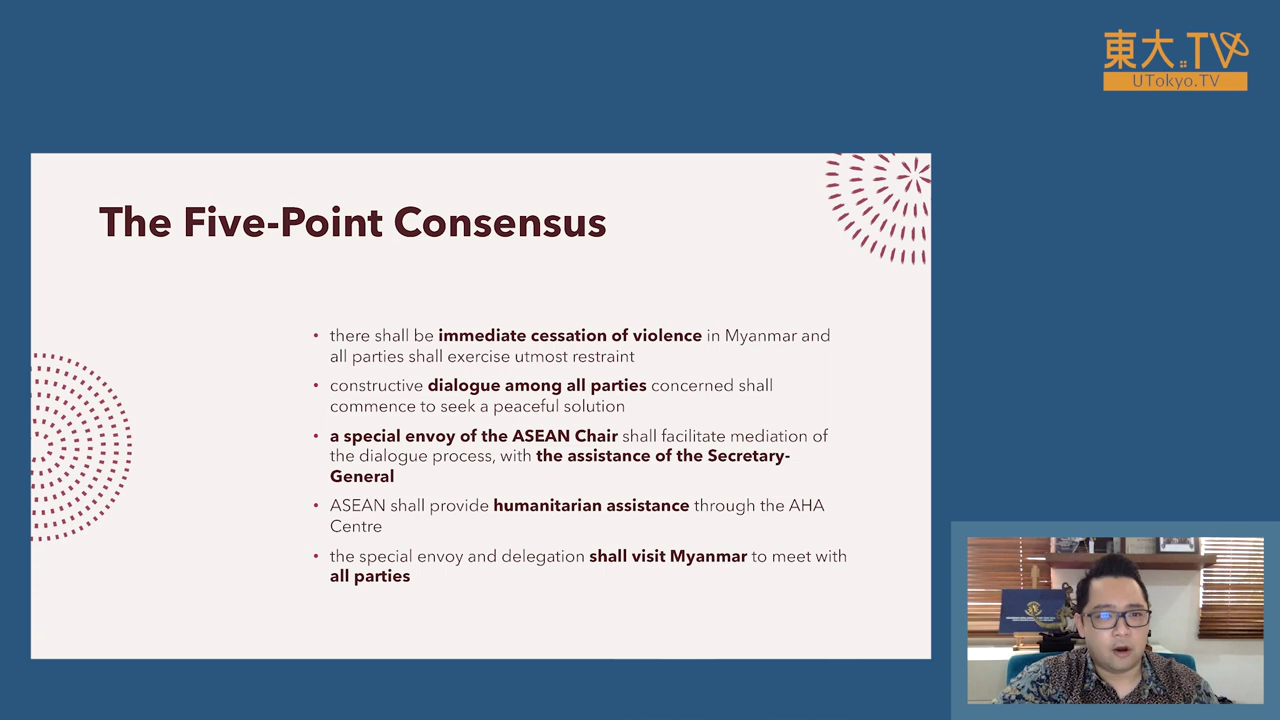 東大.TV
UTokyo.TV
The Five-Point Consensus
• there shall be immediate cessation of violence in Myanmar and
all parties shall exercise utmost restraint
• constructive dialogue among all parties concerned shall
commence to seek a peaceful solution
• a special envoy of the ASEAN Chair shall facilitate mediation of
the dialogue process, with the assistance of the Secretary-
General
• ASEAN shall provide humanitarian assistance through the AHA
Centre
• the special envoy and delegation shall visit Myanmar to meet with
all parties